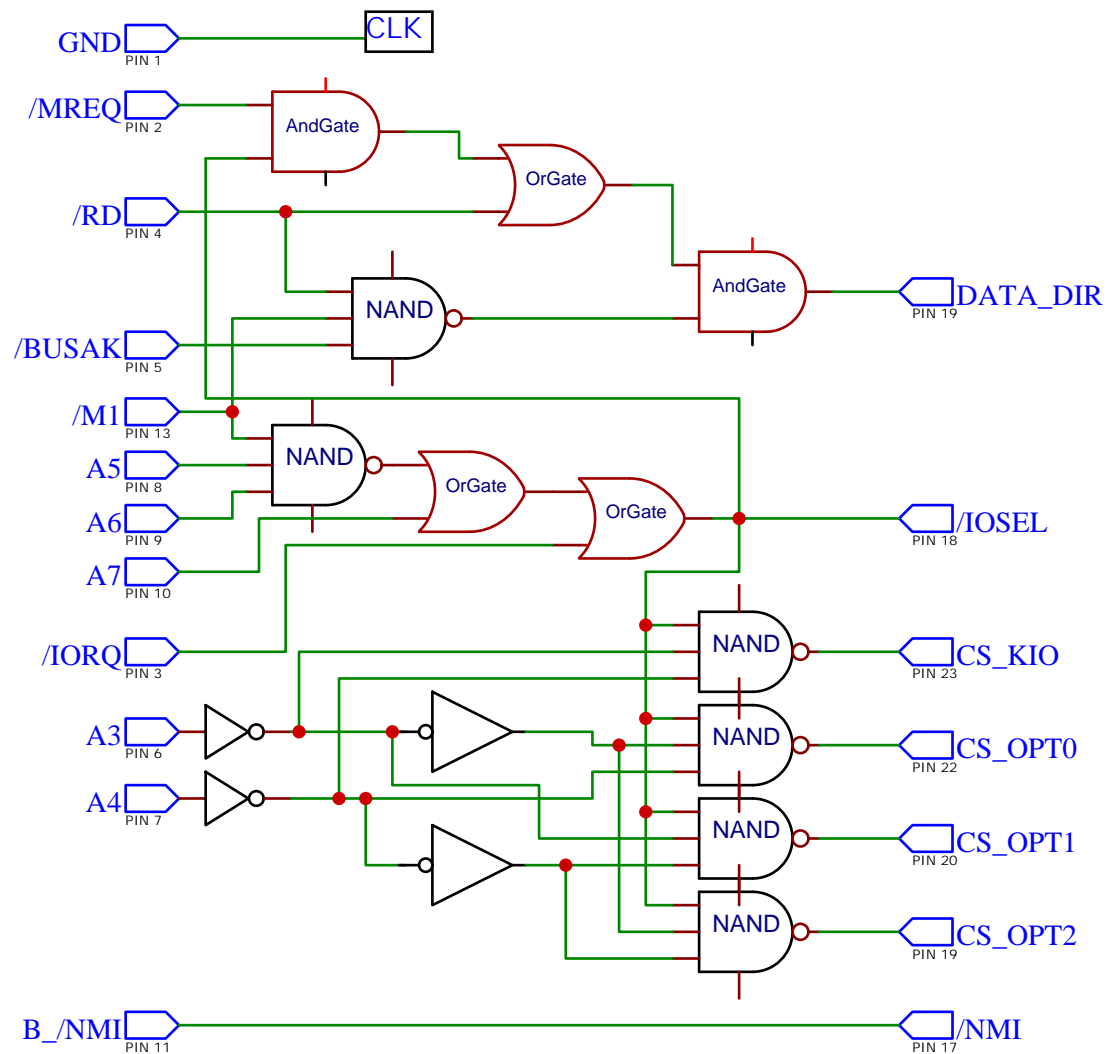 GND
PIN 1
CLK
/MREQ
PIN 2
AndGate
OrGate
/RD
PIN 4
AndGate
DATA_DIR
PIN 19
NAND
/BUSAK
PIN 5
/M1
PIN 13
NAND
A5
PIN 8
OrGate
OrGate
A6
PIN 9
/IOSEL
PIN 18
A7
PIN 10
/IORQ
PIN 3
NAND
CS_KIO
PIN 23
A3
PIN 6
NAND
CS_OPT0
PIN 22
A4
PIN 7
NAND
CS_OPT1
PIN 20
NAND
CS_OPT2
PIN 19
B_/NMI
PIN 11
/NMI
PIN 17